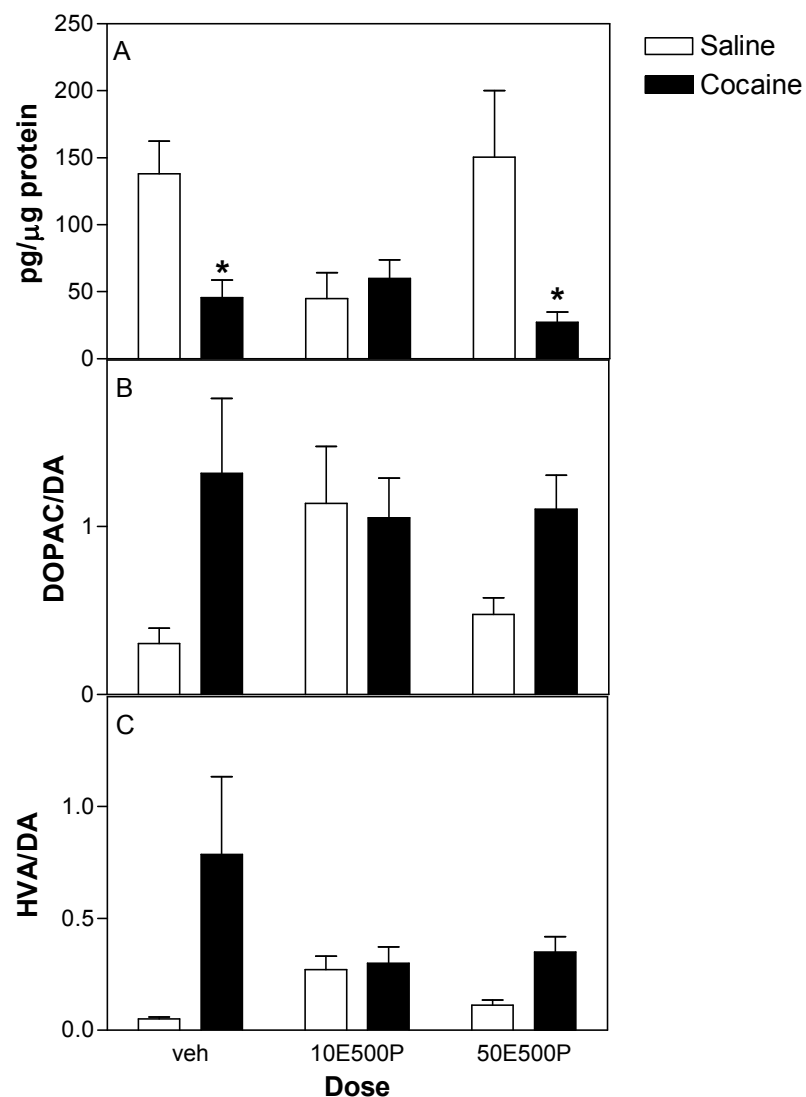 A
250
200
150
100
50
0
pg/μg protein
*
*
Saline
Cocaine
B
1
0
DOPAC/DA
C
1.0
0.5
0.0
HVA/DA
veh 10E500P 50E500P
Dose